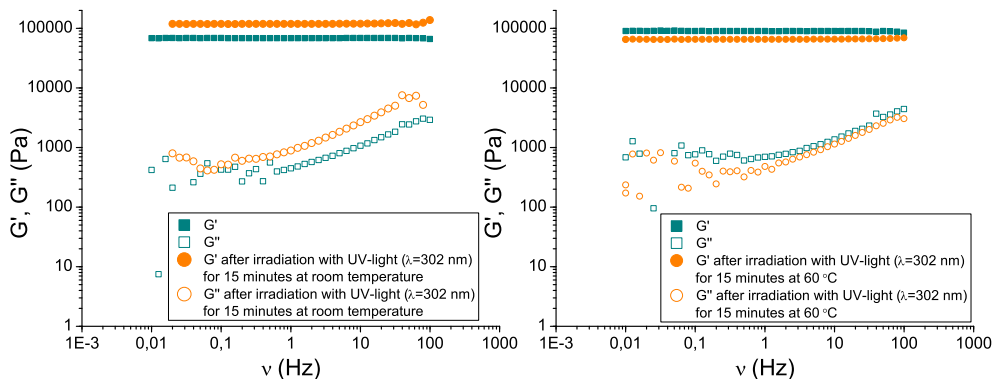 100000
10000
1000
100
10
1
G', G'' (Pa)
1E-3 0,01 0,1 1 10 100 1000
ν (Hz)
G'
G''
G' after irradiation with UV-light (λ=302 nm)
for 15 minutes at room temperature
G'' after irradiation with UV-light (λ=302 nm)
for 15 minutes at room temperature
100000
10000
1000
100
10
1
G', G'' (Pa)
1E-3 0,01 0,1 1 10 100 1000
ν (Hz)
G'
G''
G' after irradiation with UV-light (λ=302 nm)
for 15 minutes at 60 °C
G'' after irradiation with UV-light (λ=302 nm)
for 15 minutes at 60 °C